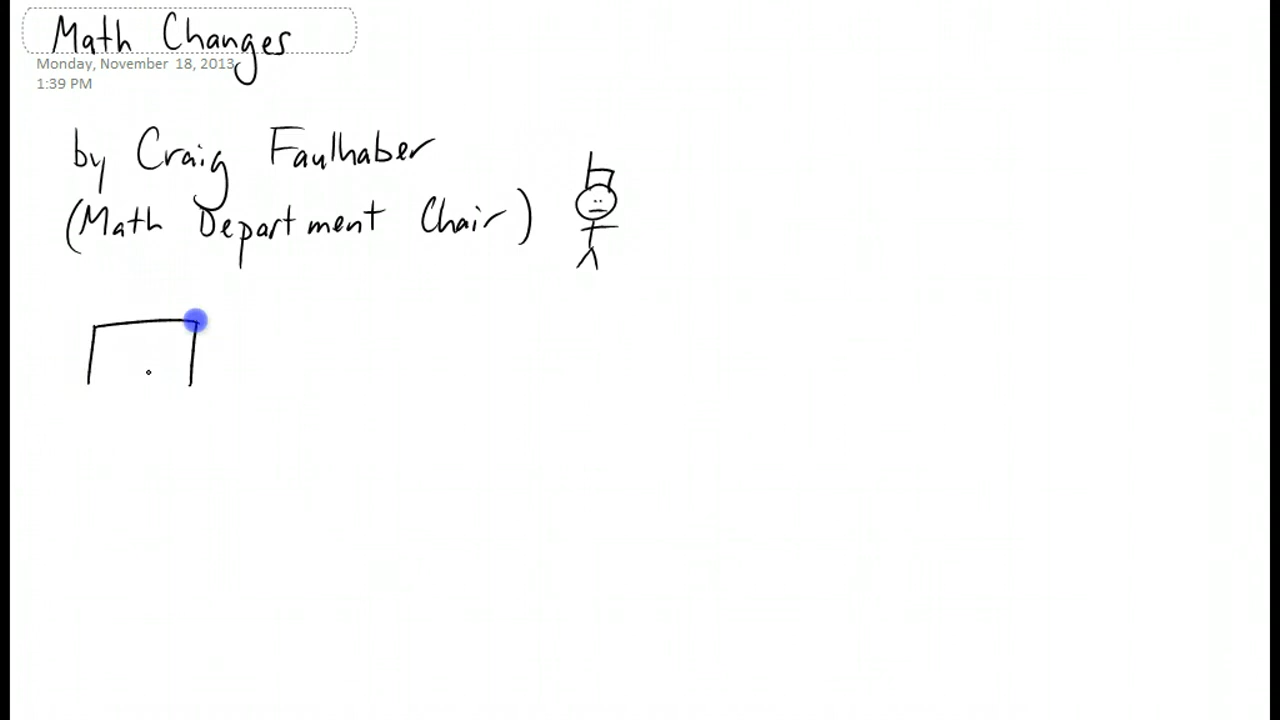 Math Changes
Monday, November 18, 2013
1:39 PM
by Craig Faulhaber
(Math Department Chair)